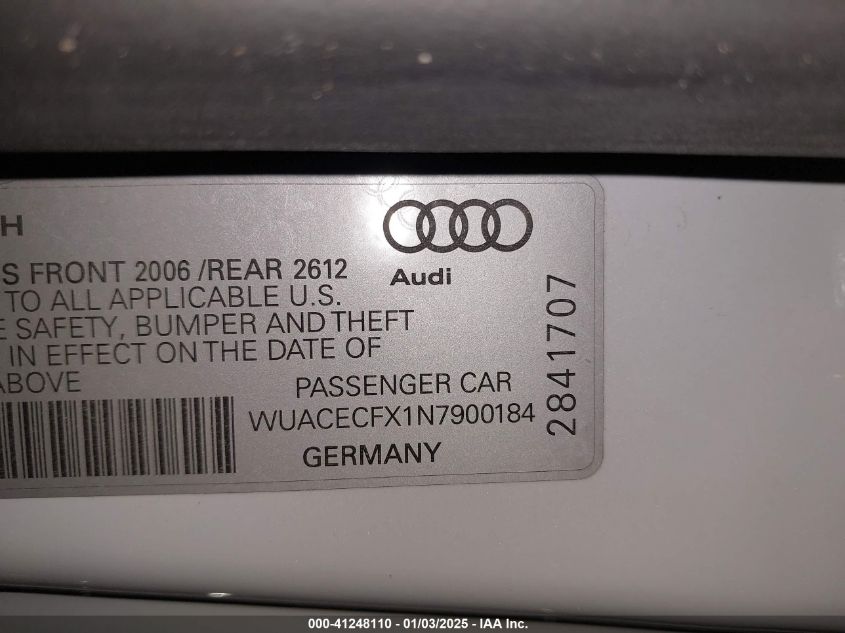 H
S FRONT 2006 /REAR 2612
TO ALL APPLICABLE U.S.
E SAFETY, BUMPER AND THEFT
IN EFFECT ON THE DATE OF
ABOVE
Audi
PASSENGER CAR
WUACECFX1N7900184
GERMANY
2841707
000-41248110 - 01/03/2025 - IAA Inc.